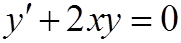 y′ + 2xy = 0